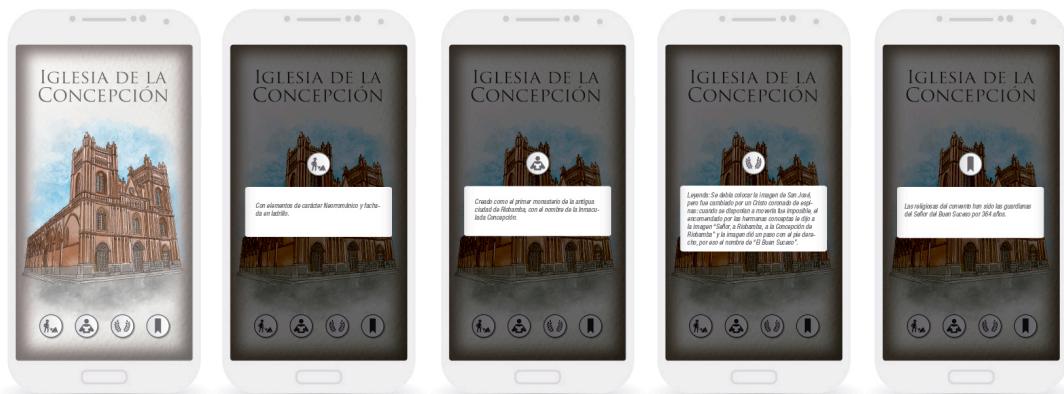 IGLESIA DE LA
CONCEPCIÓN
IGLESIA DE LA
CONCEPCIÓN
Con elementos de carácter Neorrománico y facha-
da en ladrillo.
IGLESIA DE LA
CONCEPCIÓN
Creado como el primer monasterio de la antigua
ciudad de Riobamba, con el nombre de la Inmacu-
lada Concepción.
IGLESIA DE LA
CONCEPCIÓN
Leyenda: Se debía colocar la imagen de San José,
pero fue cambiado por un Cristo coronado de espi-
nas; cuando se disponían a moverla fue imposible, el
encomendado por las hermanas conceptas le dijo a
la imagen "Señor, a Riobamba, a la Concepción de
Riobamba" y la imagen dió un paso con el pie dere-
cho, por eso el nombre de "El Buen Suceso".
IGLESIA DE LA
CONCEPCIÓN
Las religiosas del convento han sido las guardianas
del Señor del Buen Suceso por 364 años.